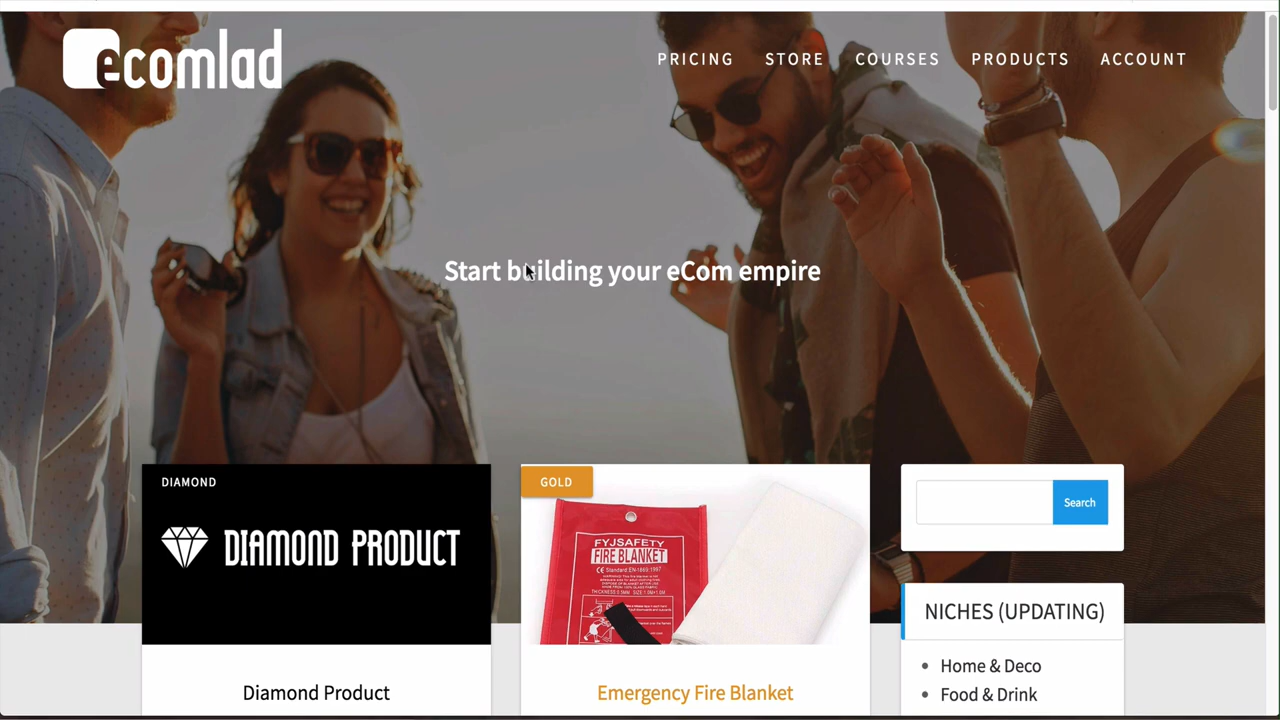 ecomlad
PRICING STORE COURSES PRODUCTS ACCOUNT
Start building your eCom empire
DIAMOND
DIAMOND PRODUCT
Diamond Product
GOLD
FYJSAFETY
FIRE BLANKET
Emergency Fire Blanket
Search
NICHES (UPDATING)
Home & Deco
Food & Drink